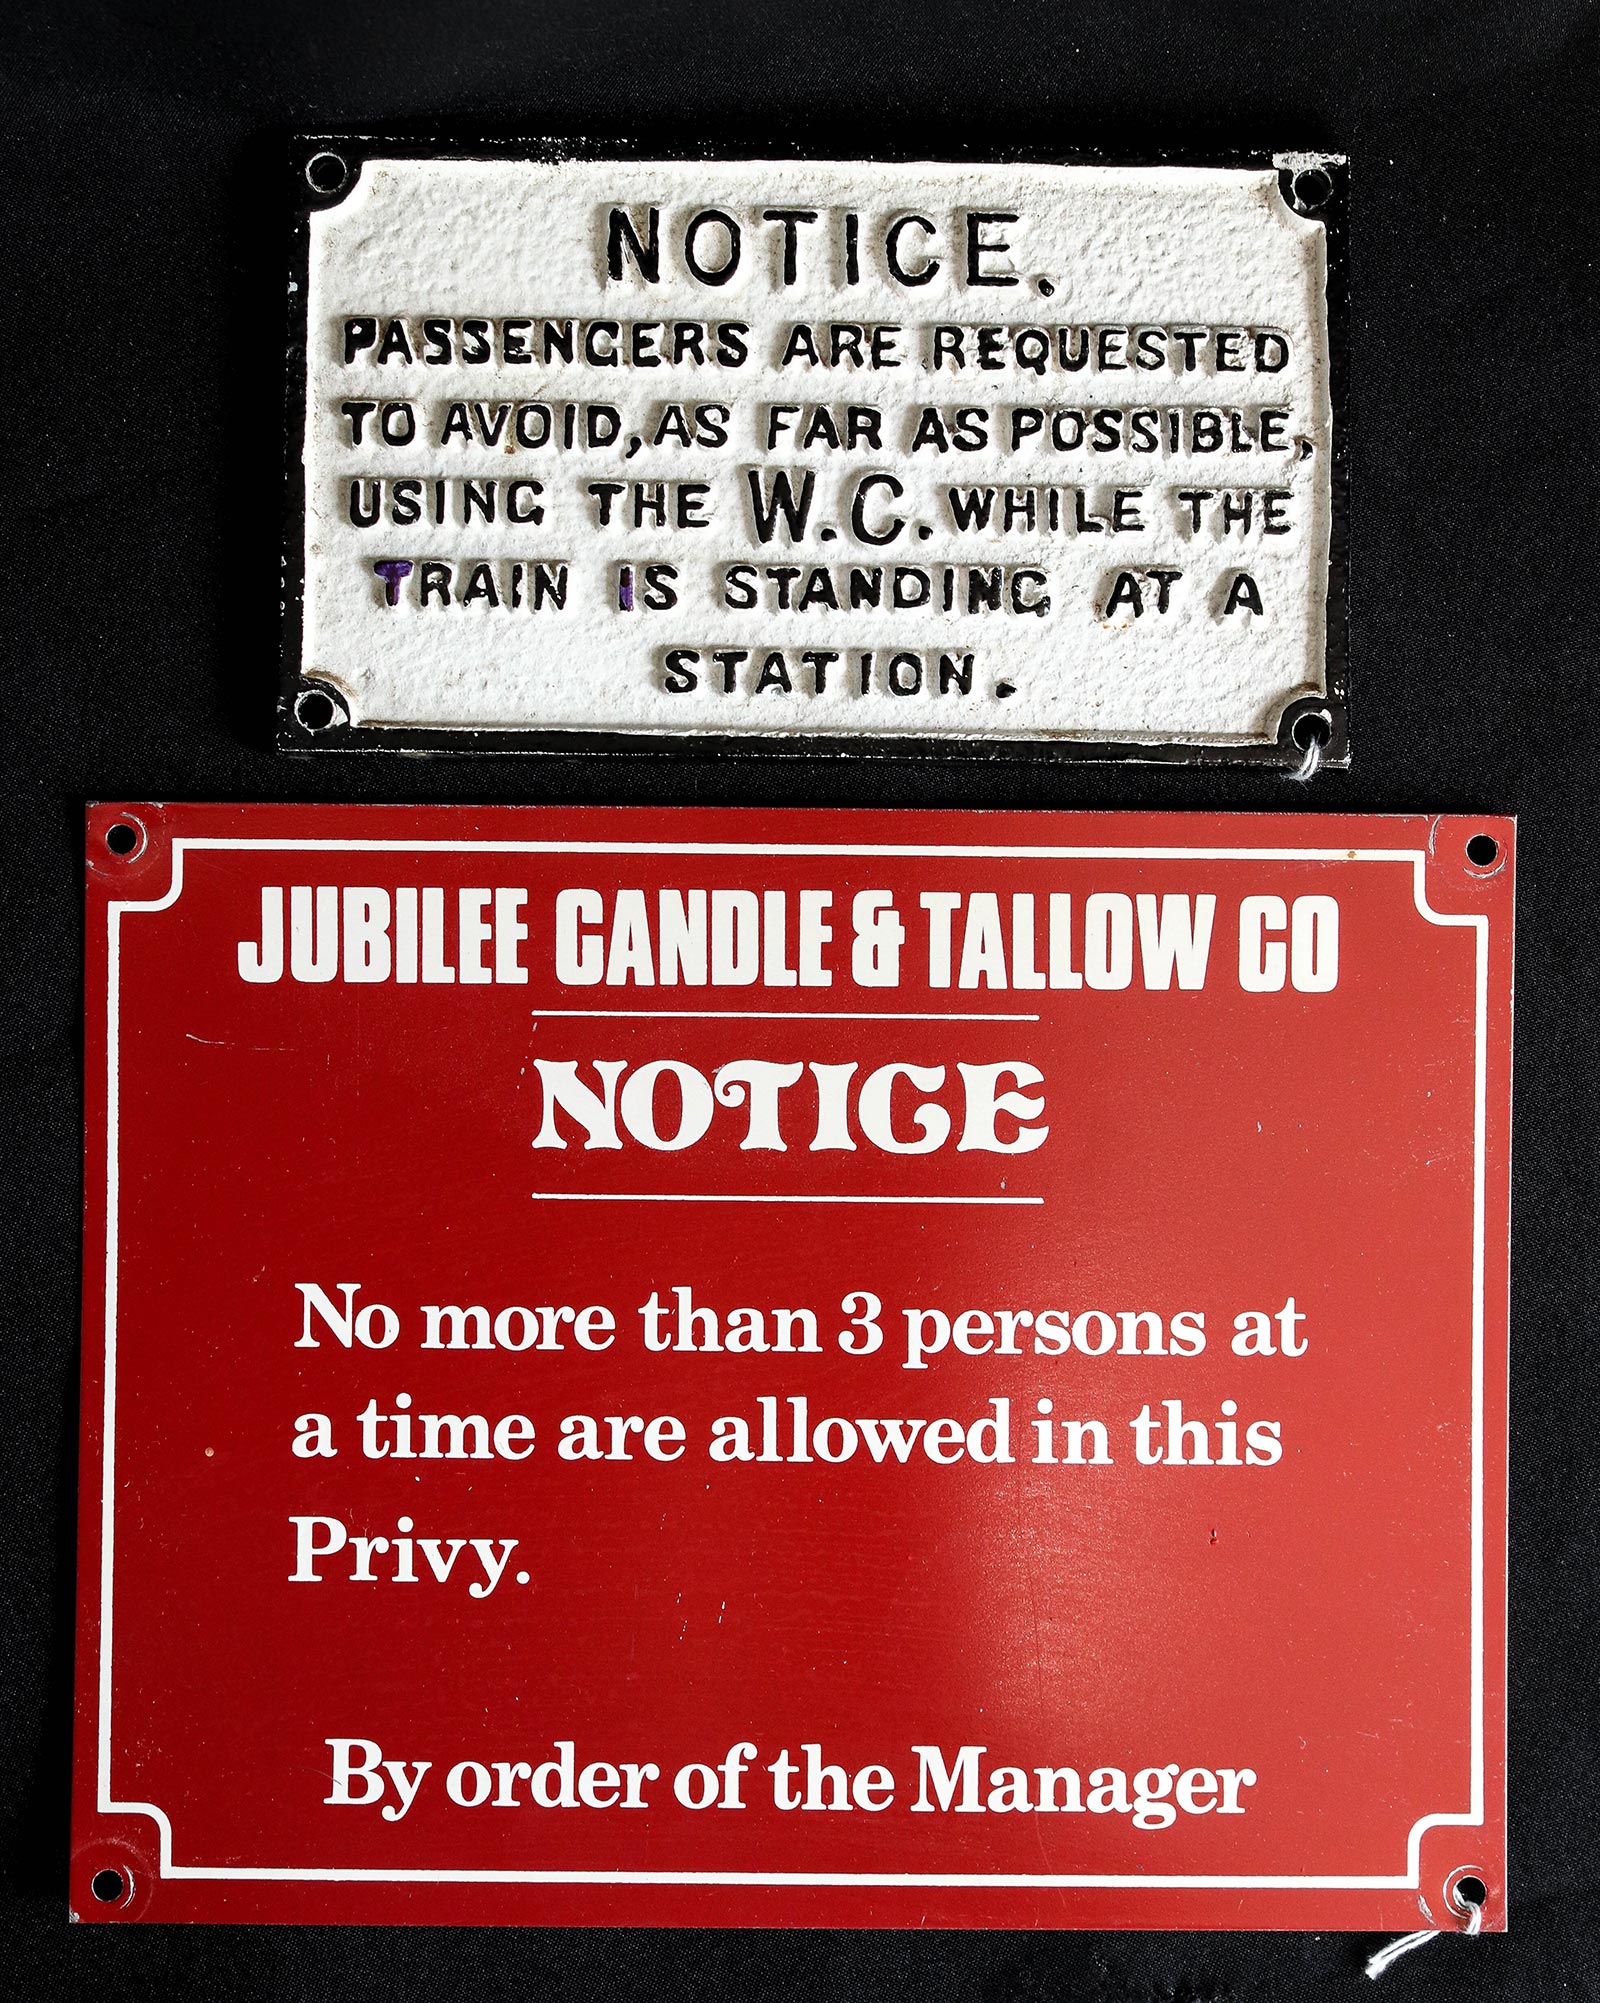 NOTICE.
PASSENGERS ARE REQUESTED
TO AVOID, AS FAR AS POSSIBLE,
USING THE W.C. WHILE THE
TRAIN IS STANDING AT A
STATION.
JUBILEE CANDLE & TALLOW CO
NOTICE
No more than 3 persons at
a time are allowed in this
Privy.
By order of the Manager